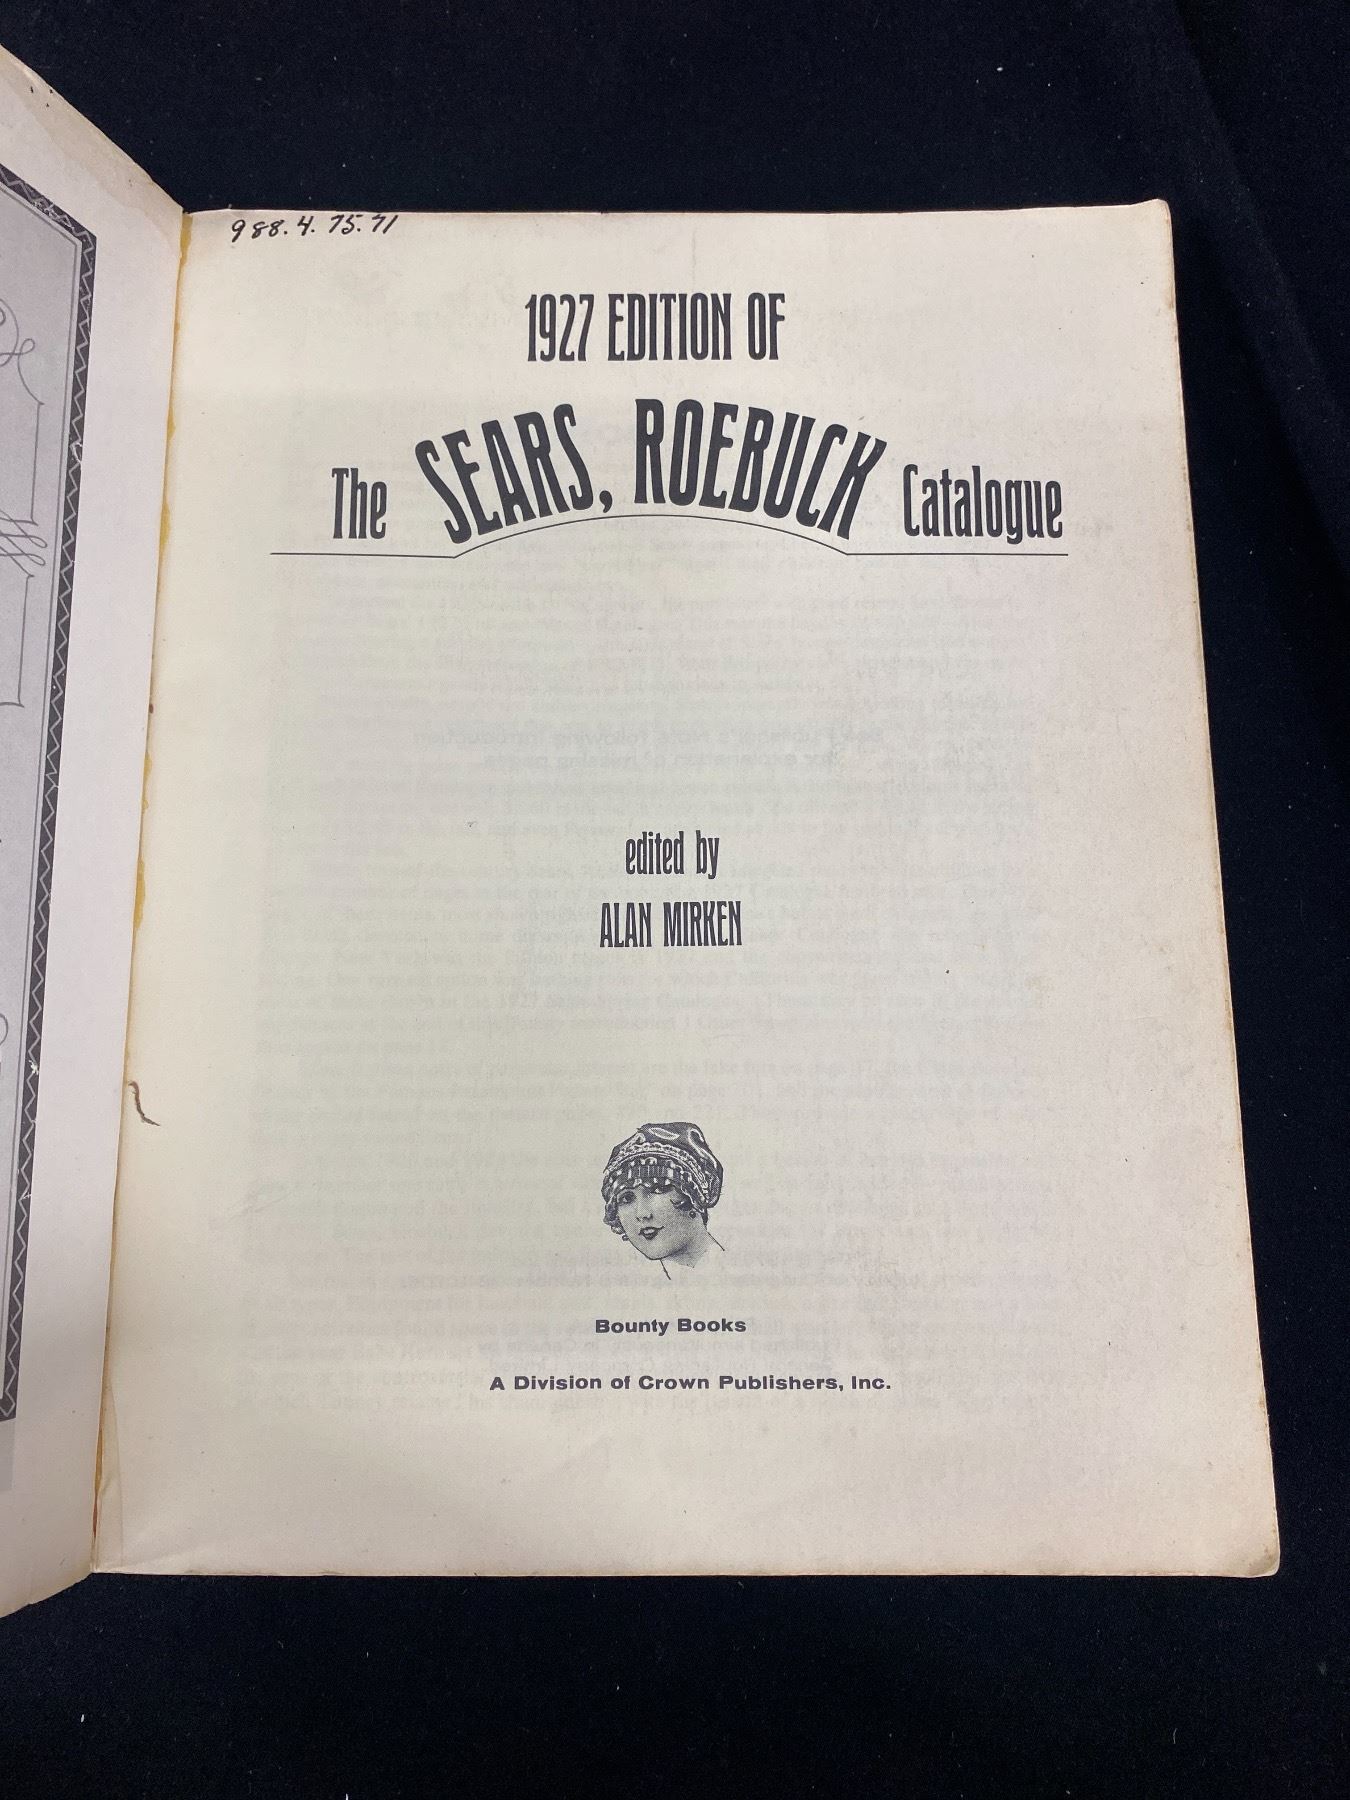 988.4.75.71
1927 EDITION OF
The SEARS, ROEBUCK Catalogue
edited by
ALAN MIRKEN
Bounty Books
A Division of Crown Publishers, Inc.